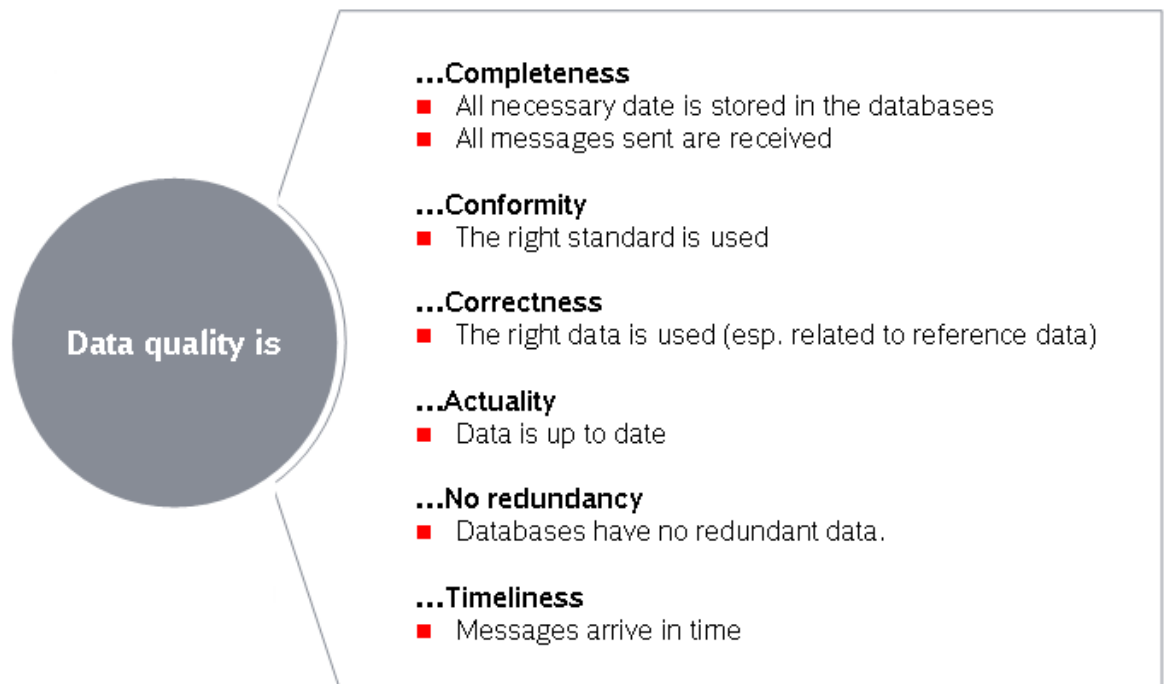 Data quality is
...Completeness
All necessary date is stored in the databases
All messages sent are received
...Conformity
The right standard is used
...Correctness
The right data is used (esp. related to reference data)
...Actuality
Data is up to date
...No redundancy
Databases have no redundant data.
...Timeliness
Messages arrive in time